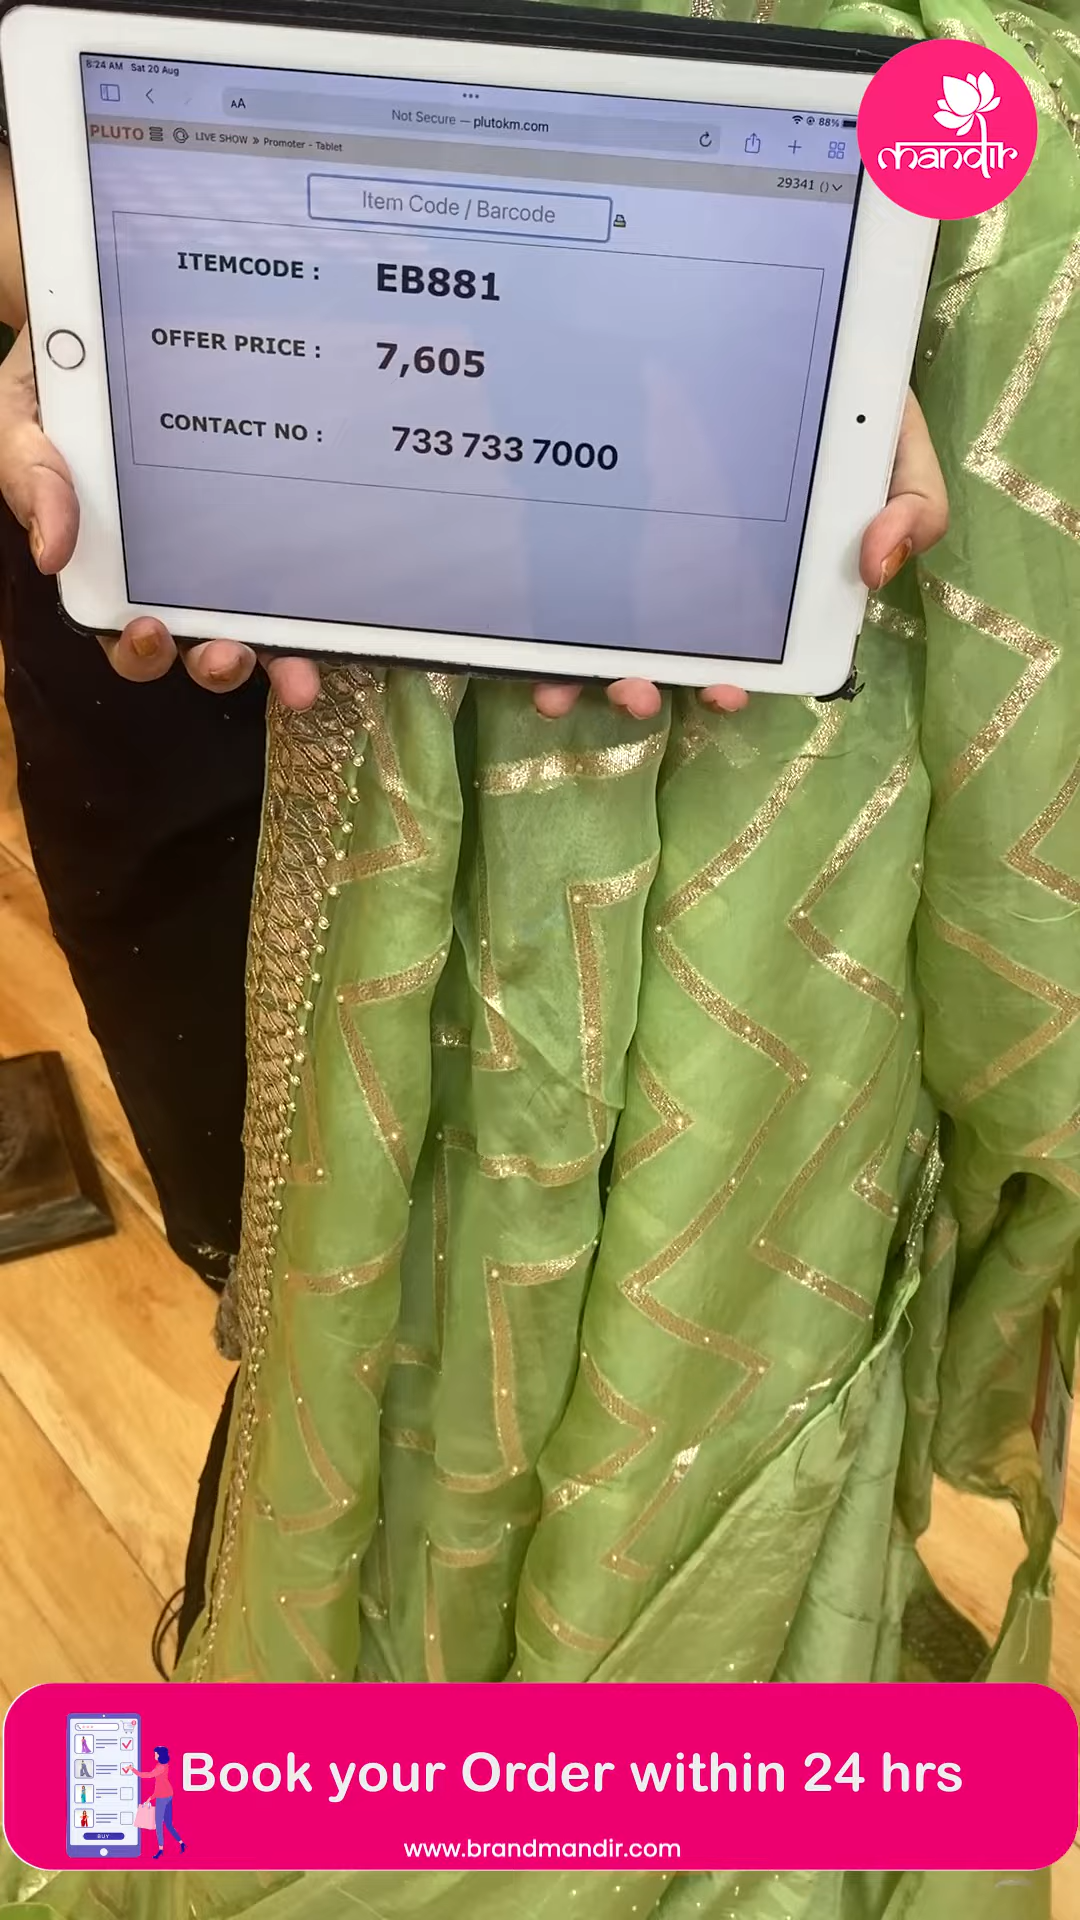 8:24 AM Sat 20 Aug
88%
AA
Not Secure — plutokm.com
PLUTO
LIVE SHOW » Promoter - Tablet
29341 ()
Item Code / Barcode
ITEMCODE : EB881
OFFER PRICE : 7,605
CONTACT NO : 733 733 7000
mandir
Book your Order within 24 hrs
BUY
www.brandmandir.com